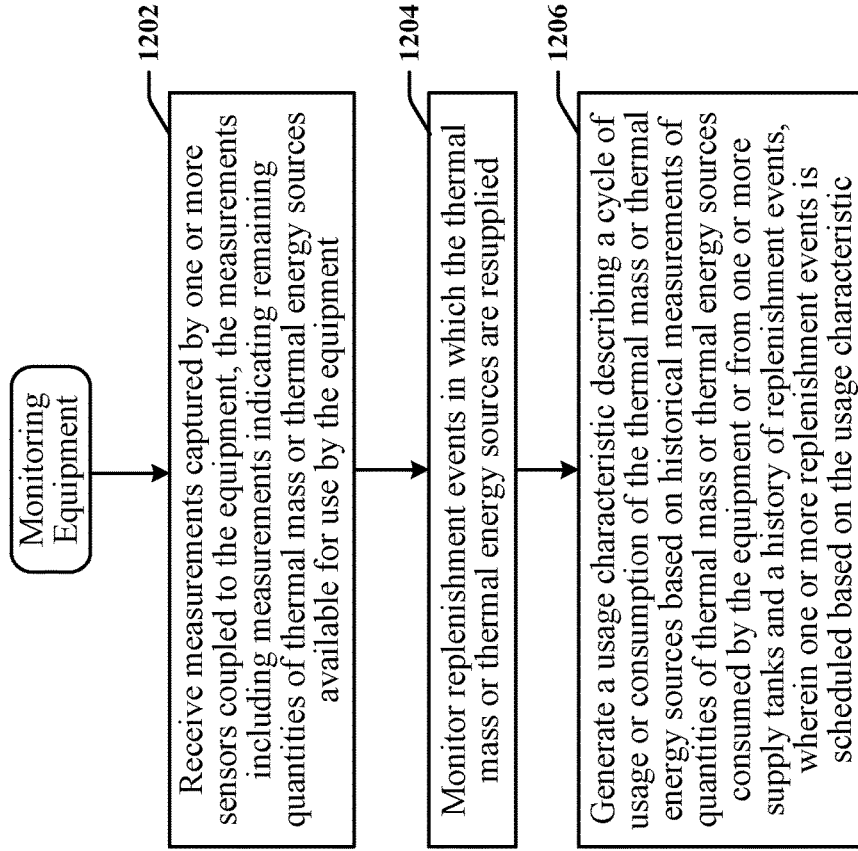 Monitoring
Equipment
1202
Receive measurements captured by one or more
sensors coupled to the equipment, the measurements
including measurements indicating remaining
quantities of thermal mass or thermal energy sources
available for use by the equipment
1204
Monitor replenishment events in which the thermal
mass or thermal energy sources are resupplied
1206
Generate a usage characteristic describing a cycle of
usage or consumption of the thermal mass or thermal
energy sources based on historical measurements of
quantities of thermal mass or thermal energy sources
consumed by the equipment or from one or more
supply tanks and a history of replenishment events,
wherein one or more replenishment events is
scheduled based on the usage characteristic